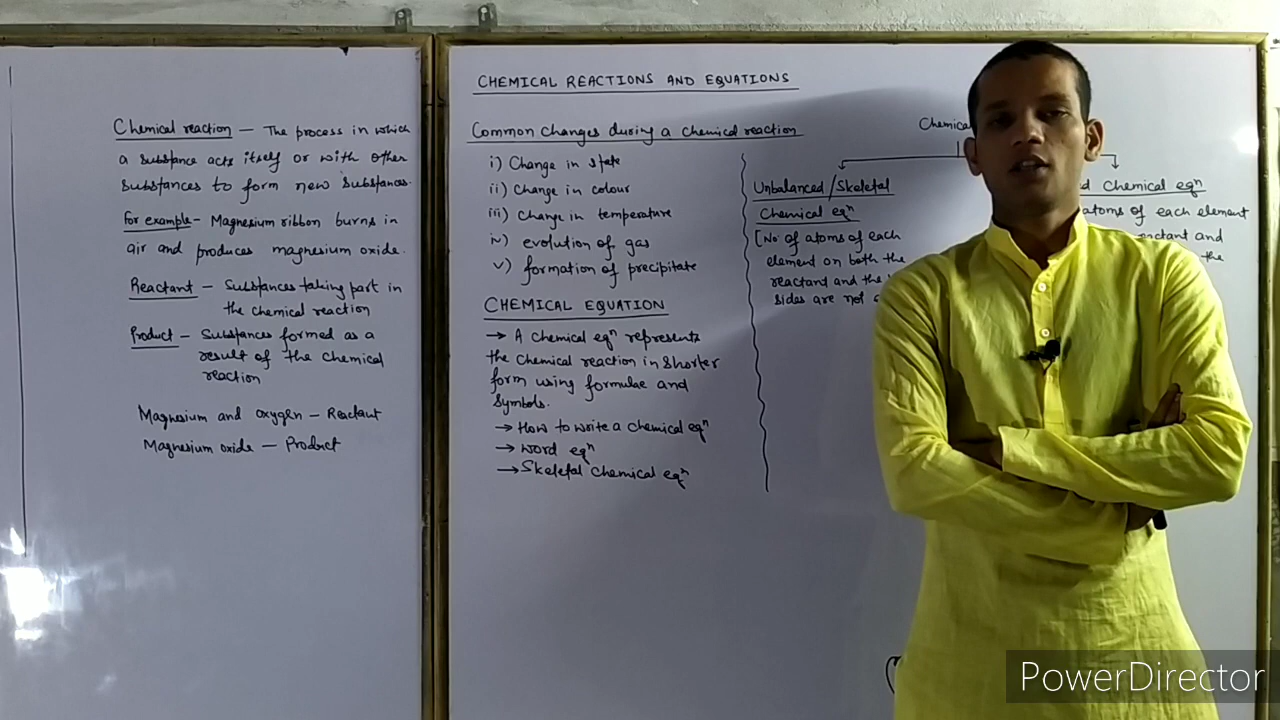 Chemical reaction - The process in which
a substance acts itself or with other
substances to form new substances.
For example - Magnesium ribbon burns in
air and produces magnesium oxide.
Reactant - Substances taking part in
the chemical reaction
Product - Substances formed as a
result of the chemical
reaction
Magnesium and oxygen - Reactant
Magnesium oxide - Product
CHEMICAL REACTIONS AND EQUATIONS
Common changes during a chemical reaction
i) Change in state
ii) Change in colour
iii) Change in temperature
iv) evolution of gas
v) formation of precipitate
CHEMICAL EQUATION
→ A chemical eqⁿ represents
the chemical reaction in shorter
form using formulae and
symbols.
→ How to write a chemical eqⁿ
→ word eqⁿ
→ Skeletal chemical eqⁿ
Chemical
Unbalanced/Skeletal
Chemical eqⁿ
[No of atoms of each
element on both the
reactant and the
sides are not
Chemical eqⁿ
atoms of each element
and
the
PowerDirector